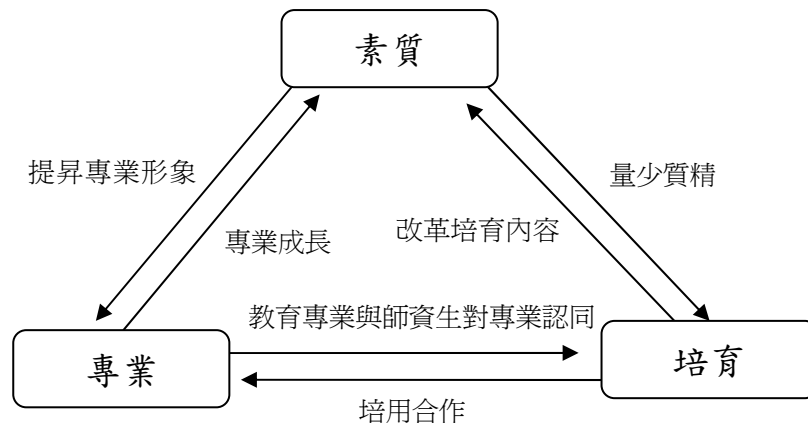 素質
提昇專業形象
量少質精
專業成長
改革培育內容
教育專業與師資生對專業認同
專業
培育
培用合作